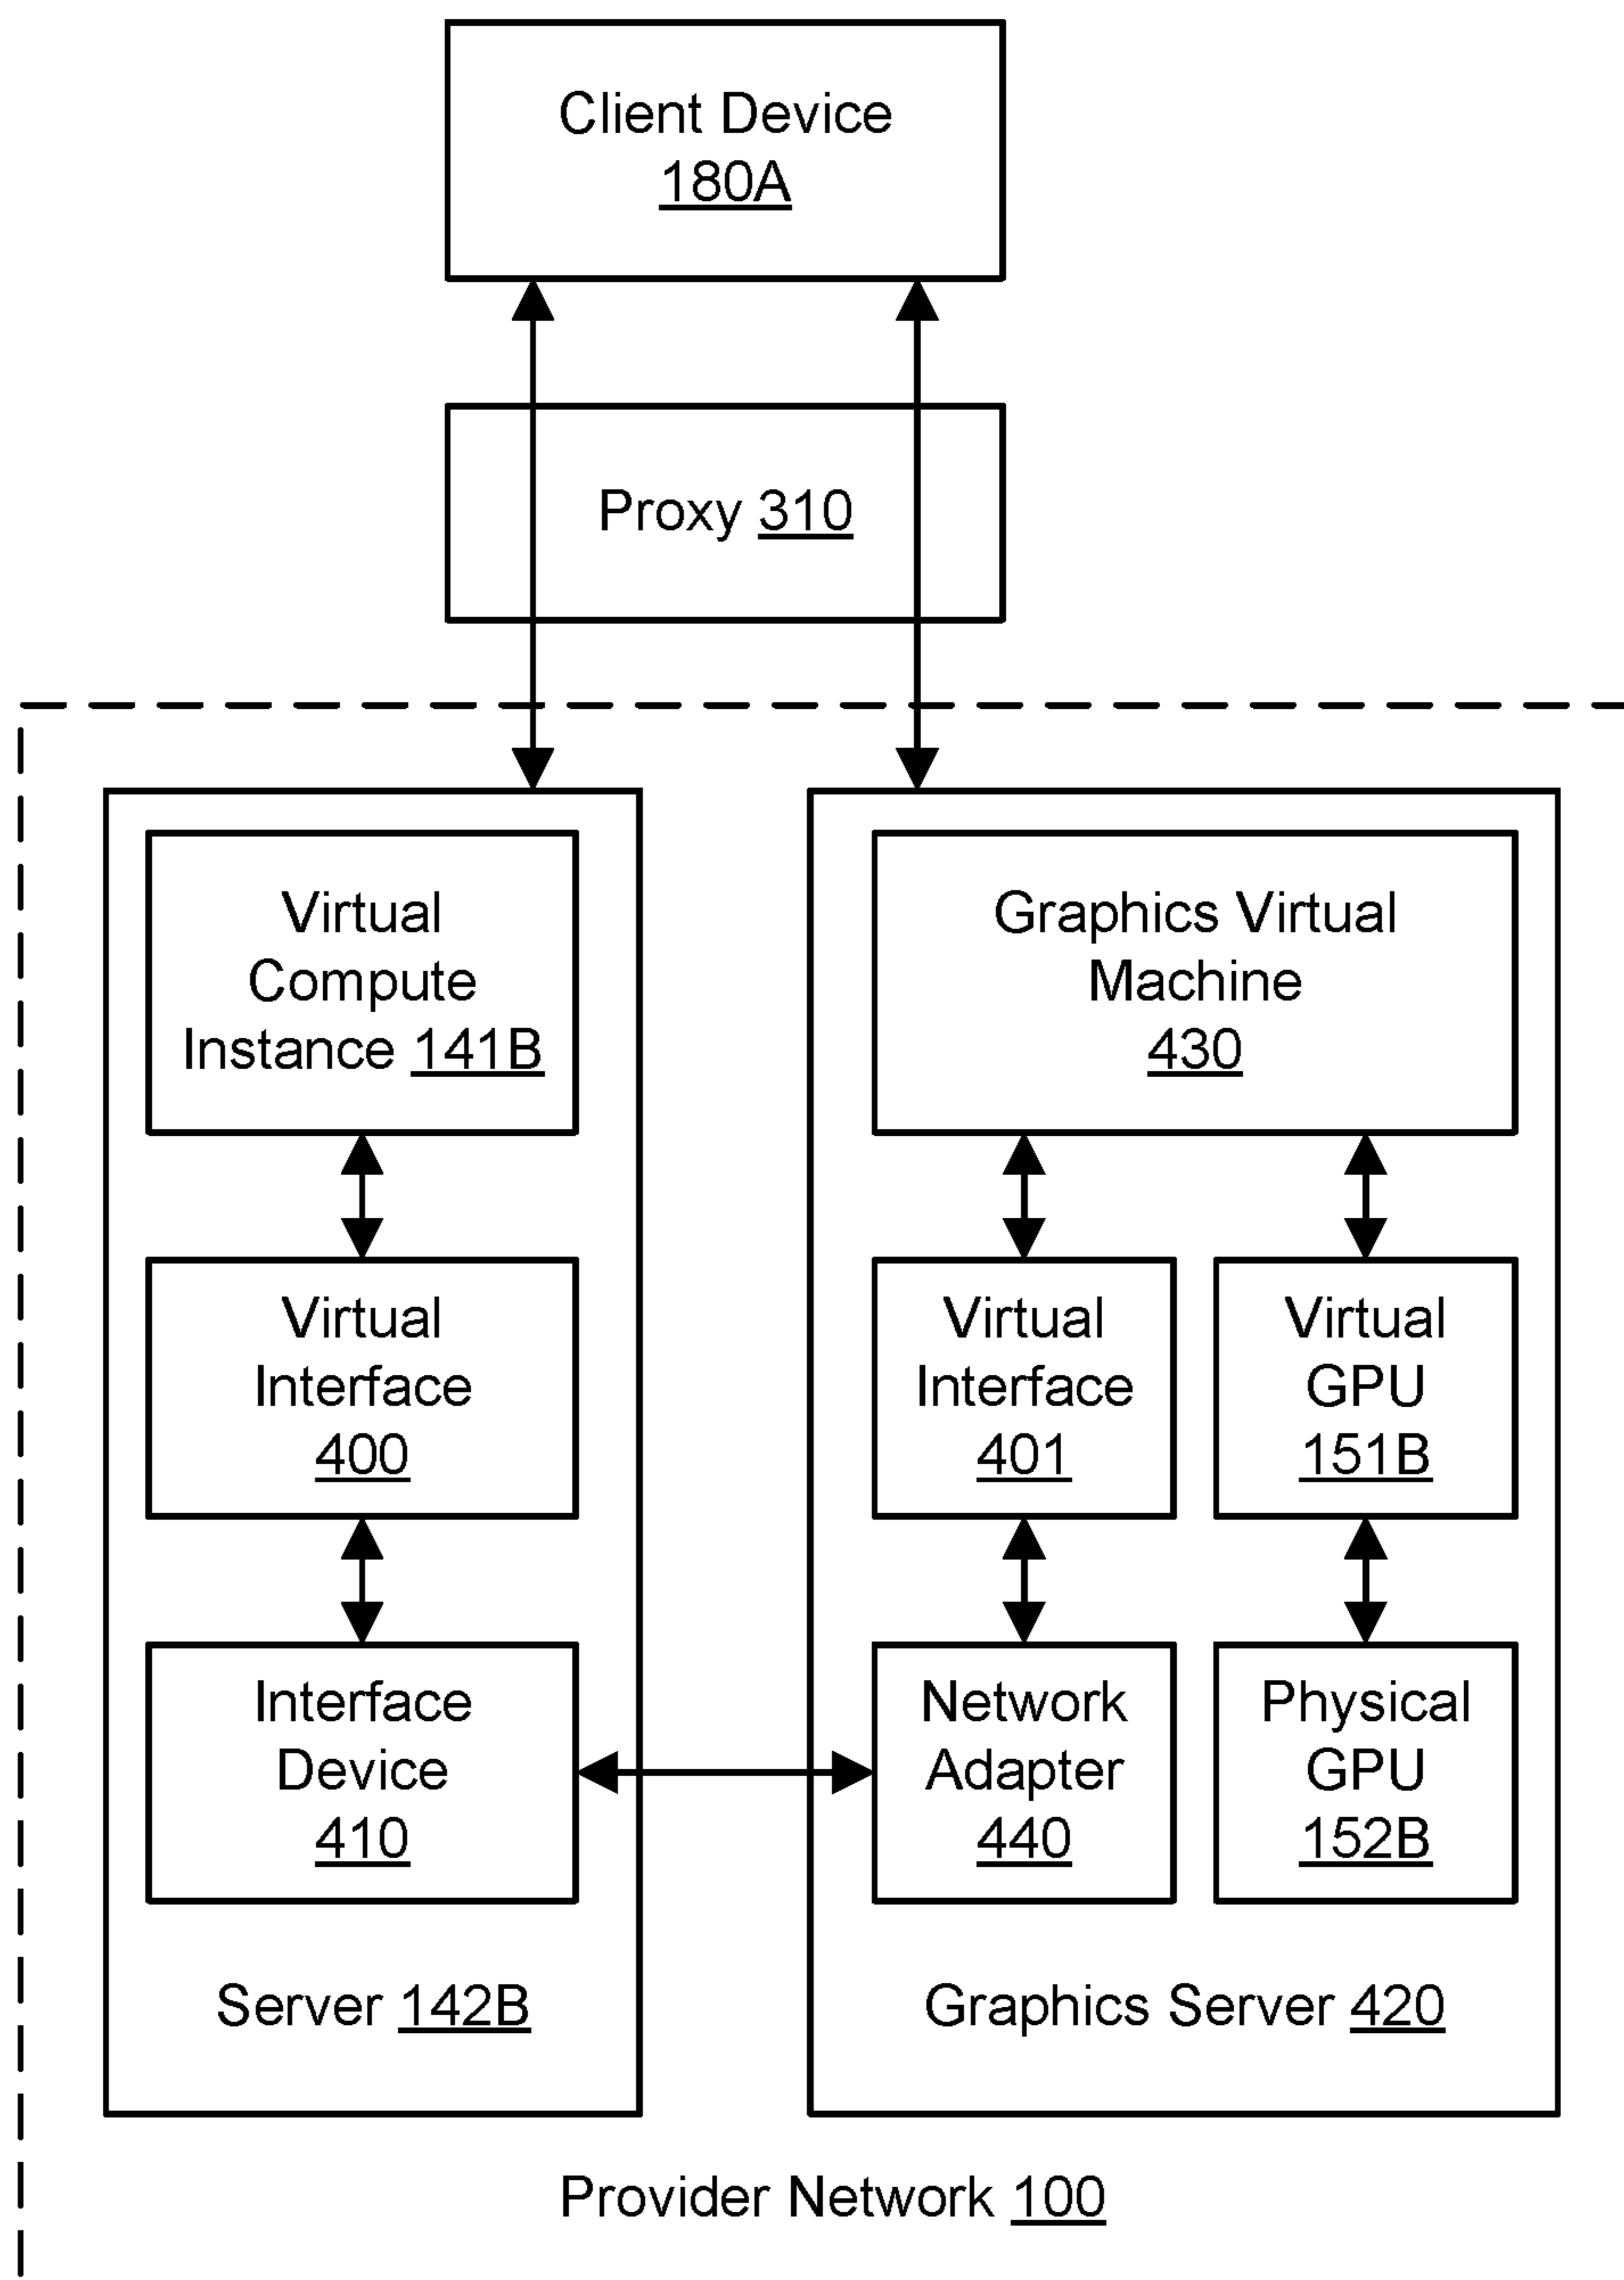 Client Device
180A
Proxy 310
Virtual
Compute
Instance 141B
Graphics Virtual
Machine
430
Virtual
Interface
400
Virtual
Interface
401
Virtual
GPU
151B
Interface
Device
410
Network
Adapter
440
Physical
GPU
152B
Server 142B
Graphics Server 420
Provider Network 100